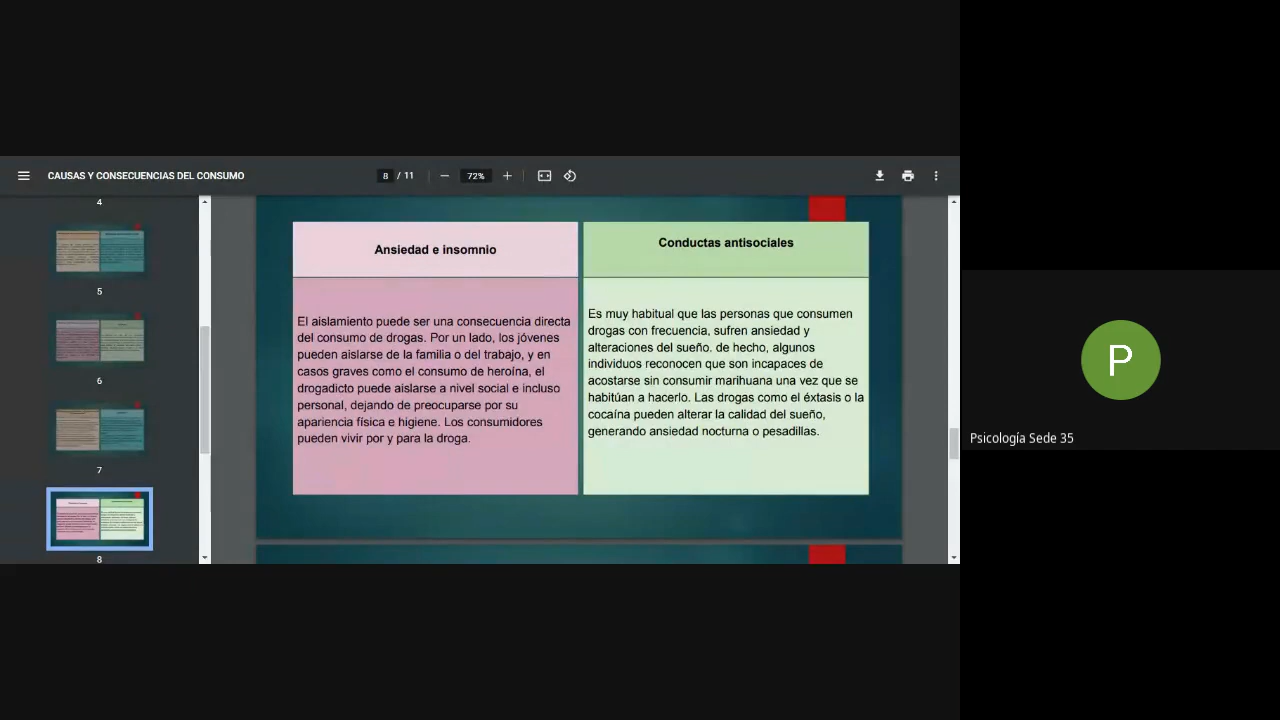 CAUSAS Y CONSECUENCIAS DEL CONSUMO
8 / 11
72%
4
5
6
7
8
Ansiedad e insomnio
El aislamiento puede ser una consecuencia directa
del consumo de drogas. Por un lado, los jóvenes
pueden aislarse de la familia o del trabajo, y en
casos graves como el consumo de heroína, el
drogadicto puede aislarse a nivel social e incluso
personal, dejando de preocuparse por su
apariencia física e higiene. Los consumidores
pueden vivir por y para la droga.
Conductas antisociales
Es muy habitual que las personas que consumen
drogas con frecuencia, sufren ansiedad y
alteraciones del sueño. de hecho, algunos
individuos reconocen que son incapaces de
acostarse sin consumir marihuana una vez que se
habitúan a hacerlo. Las drogas como el éxtasis o la
cocaína pueden alterar la calidad del sueño,
generando ansiedad nocturna o pesadillas.
P
Psicología Sede 35